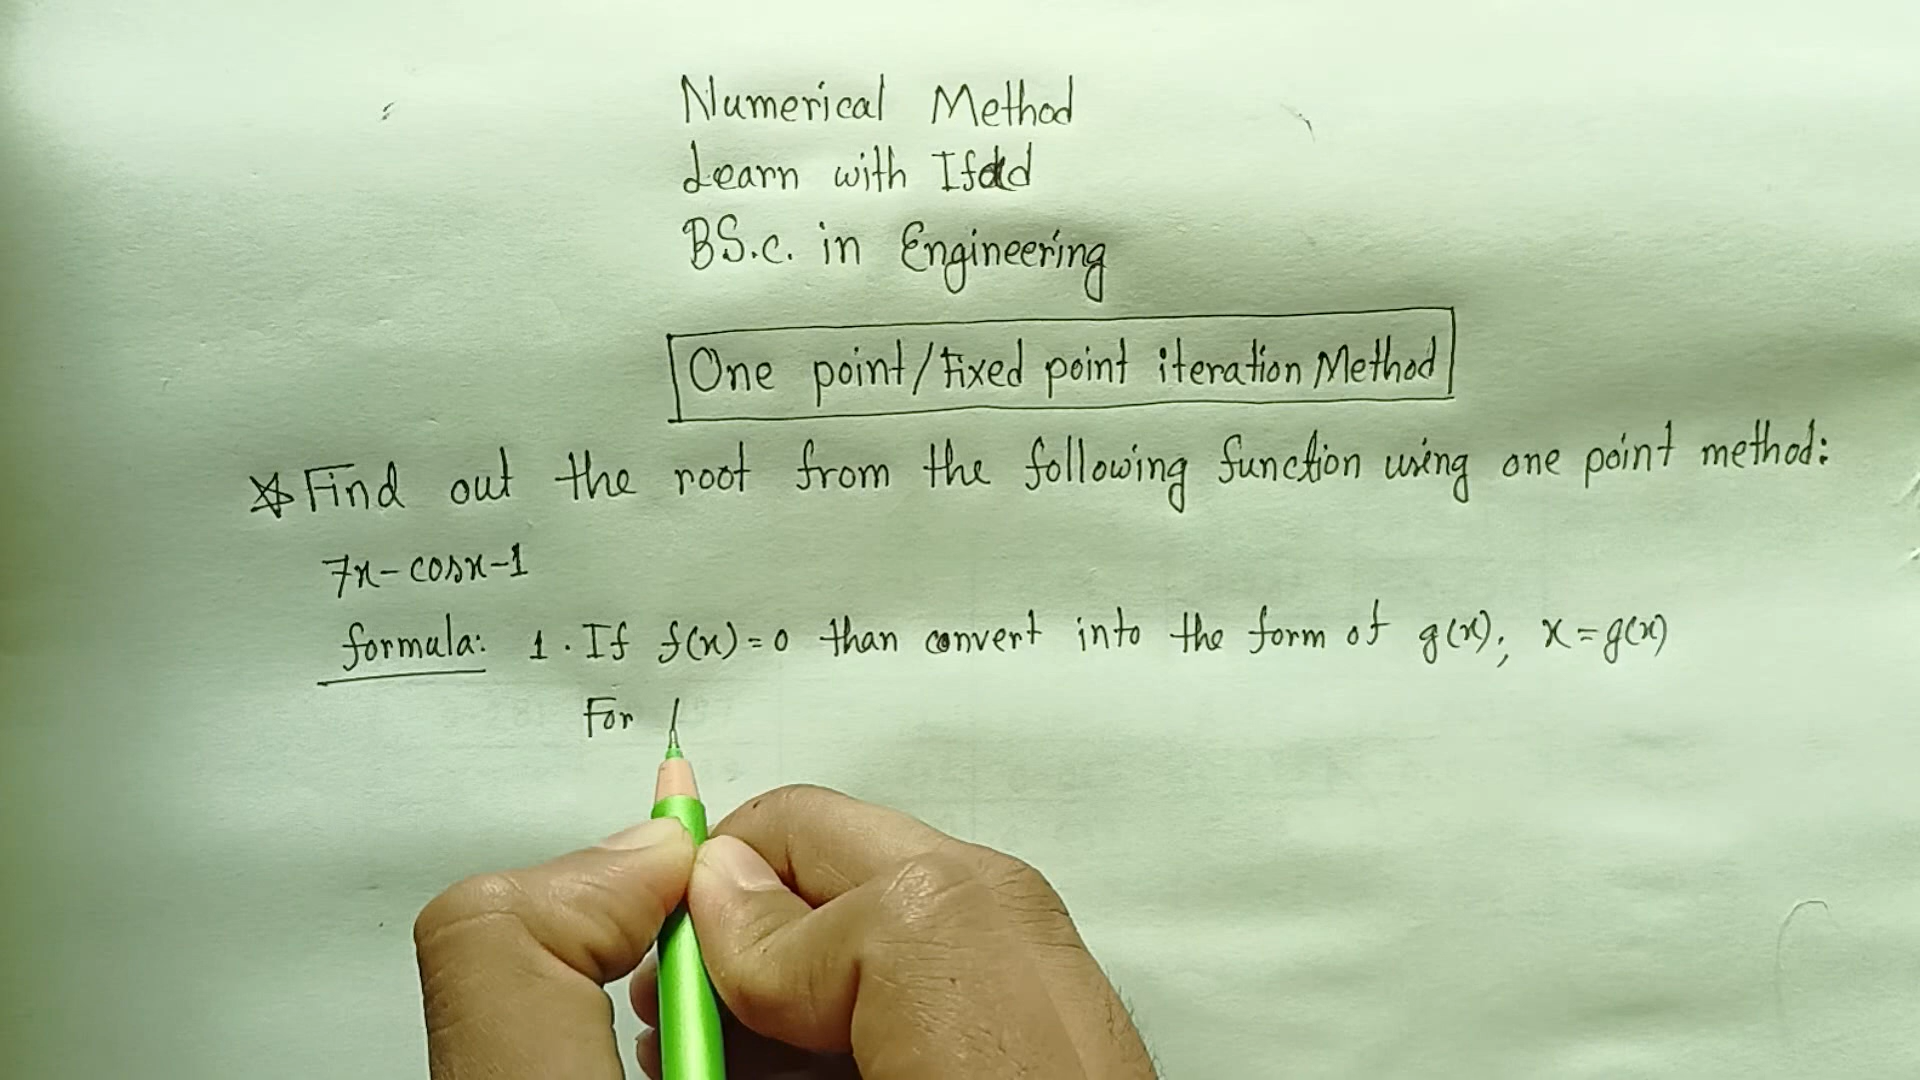 Numerical Method
Learn with Ifad
BS.c. in Engineering
One point/Fixed point iteration Method
Find out the root from the following function using one point method:
7x-cosx-1
formula: 1. If f(x)=0 than convert into the form of g(x); x=g(x)
For